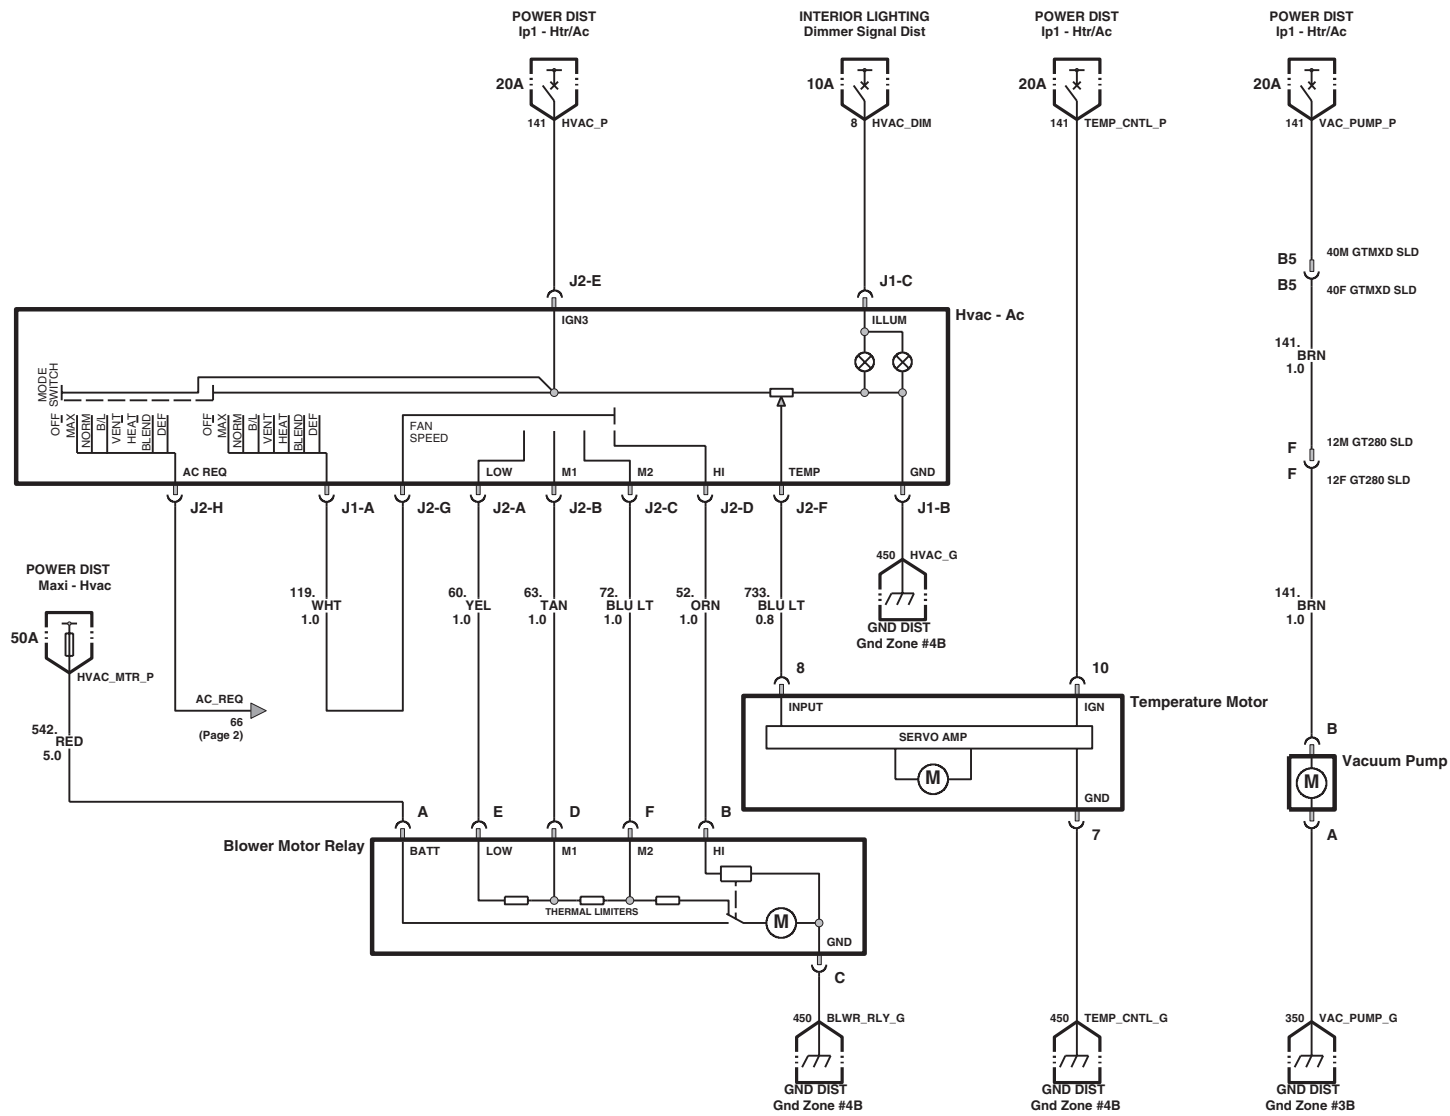 POWER DIST
Ip1 - Htr/Ac
INTERIOR LIGHTING
Dimmer Signal Dist
POWER DIST
Ip1 - Htr/Ac
POWER DIST
Ip1 - Htr/Ac
20A
10A
20A
20A
141
HVAC_P
8
HVAC_DIM
141
TEMP_CNTL_P
141
VAC_PUMP_P
B5
40M GTMXD SLD
B5
40F GTMXD SLD
J2-E
J1-C
IGN3
ILLUM
Hvac - Ac
141.
BRN
1.0
MODE
SWITCH
OFF
MAX
NORM
B/L
VENT
HEAT
BLEND
DEF
OFF
MAX
NORM
B/L
VENT
HEAT
BLEND
DEF
FAN
SPEED
AC REQ
LOW
M1
M2
HI
TEMP
GND
F
12M GT280 SLD
F
12F GT280 SLD
J2-H
J1-A
J2-G
J2-A
J2-B
J2-C
J2-D
J2-F
J1-B
450
HVAC_G
GND DIST
Gnd Zone #4B
POWER DIST
Maxi - Hvac
50A
HVAC_MTR_P
119.
WHT
1.0
60.
YEL
1.0
63.
TAN
1.0
72.
BLU LT
1.0
52.
ORN
1.0
733.
BLU LT
0.8
141.
BRN
1.0
AC_REQ
66
(Page 2)
542.
RED
5.0
8
10
INPUT
IGN
Temperature Motor
SERVO AMP
M
GND
7
B
Vacuum Pump
M
A
A
E
D
F
B
Blower Motor Relay
BATT
LOW
M1
M2
HI
THERMAL LIMITERS
M
GND
C
450
BLWR_RLY_G
GND DIST
Gnd Zone #4B
450
TEMP_CNTL_G
GND DIST
Gnd Zone #4B
350
VAC_PUMP_G
GND DIST
Gnd Zone #3B